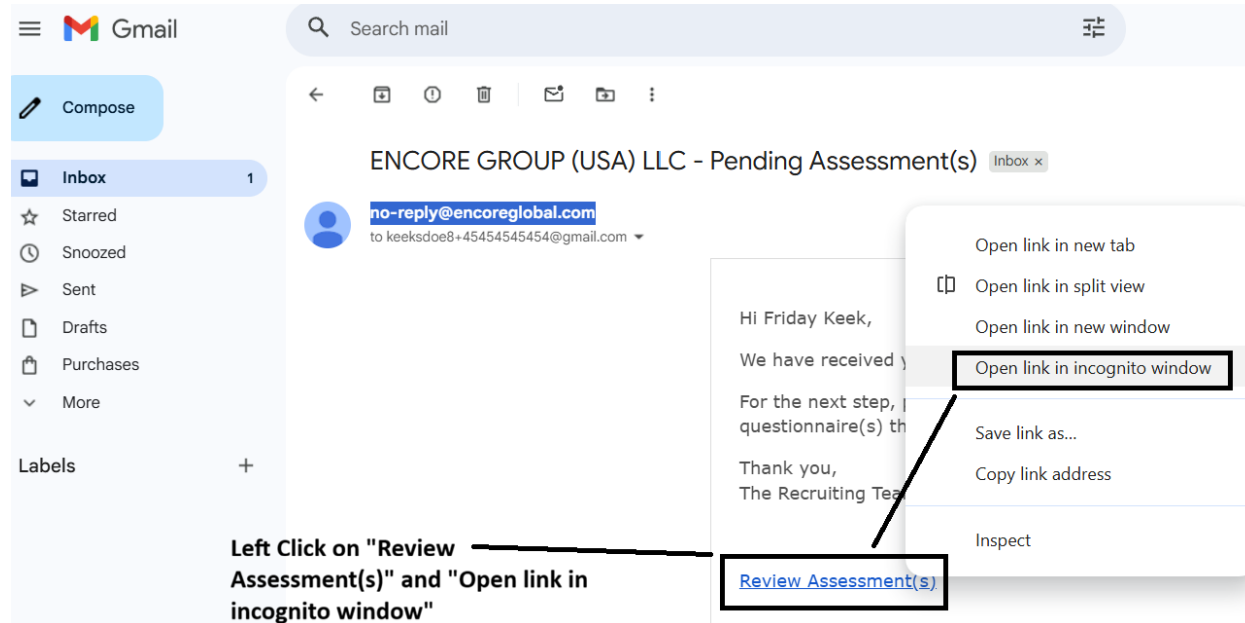 Gmail
Search mail
Compose
ENCORE GROUP (USA) LLC - Pending Assessment(s) Inbox ×
Inbox 1
Starred
Snoozed
Sent
Drafts
Purchases
More
Labels +
no-reply@encoreglobal.com
to keeksdoe8+45454545454@gmail.com
Hi Friday Keek,
We have received
For the next step,
questionnaire(s) th
Thank you,
The Recruiting Tea
Review Assessment(s)
Open link in new tab
Open link in split view
Open link in new window
Open link in incognito window
Save link as...
Copy link address
Inspect
Left Click on "Review
Assessment(s)" and "Open link in
incognito window"